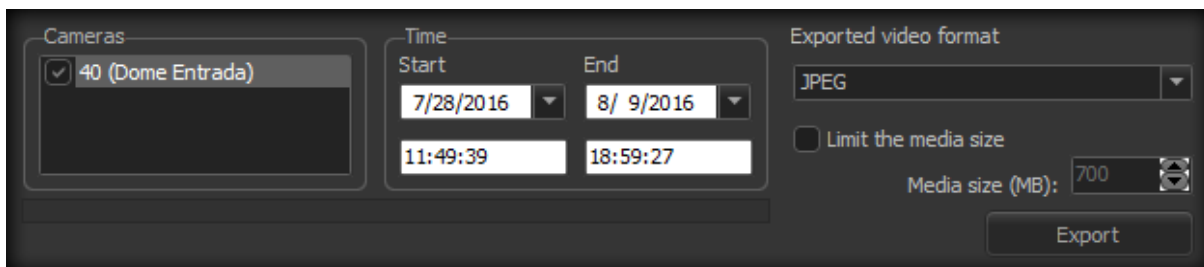 Cameras
40 (Dome Entrada)
Time
Start End
7/28/2016 8/ 9/2016
11:49:39 18:59:27
Exported video format
JPEG
Limit the media size
Media size (MB): 700
Export